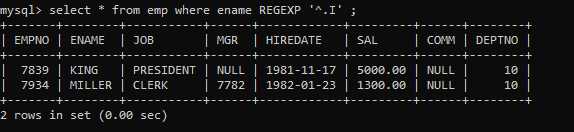 mysql> select * from emp where ename REGEXP '^.I' ;
+-------+--------+-----------+------+------------+---------+------+--------+
| EMPNO | ENAME  | JOB       | MGR  | HIREDATE   | SAL     | COMM | DEPTNO |
+-------+--------+-----------+------+------------+---------+------+--------+
|  7839 | KING   | PRESIDENT | NULL | 1981-11-17 | 5000.00 | NULL |     10 |
|  7934 | MILLER | CLERK     | 7782 | 1982-01-23 | 1300.00 | NULL |     10 |
+-------+--------+-----------+------+------------+---------+------+--------+
2 rows in set (0.00 sec)